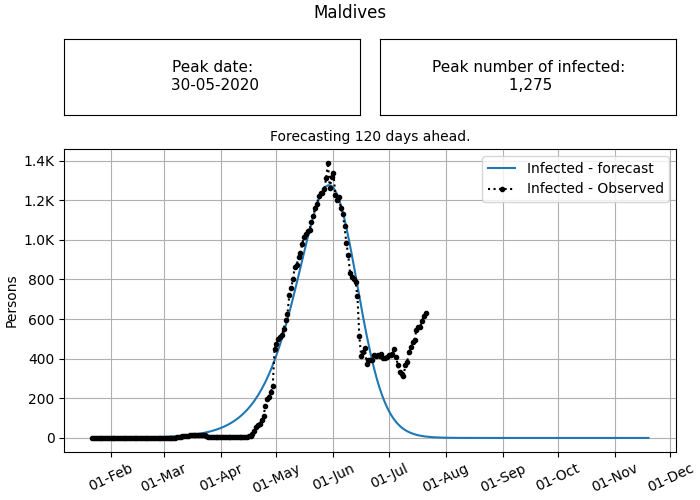 Maldives
Peak date:
30-05-2020
Peak number of infected:
1,275
Forecasting 120 days ahead.
1.4K
1.2K
1.0K
800
600
400
200
0
Persons
Infected - forecast
Infected - Observed
01-Feb
01-Mar
01-Apr
01-May
01-Jun
01-Jul
01-Aug
01-Sep
01-Oct
01-Nov
01-Dec